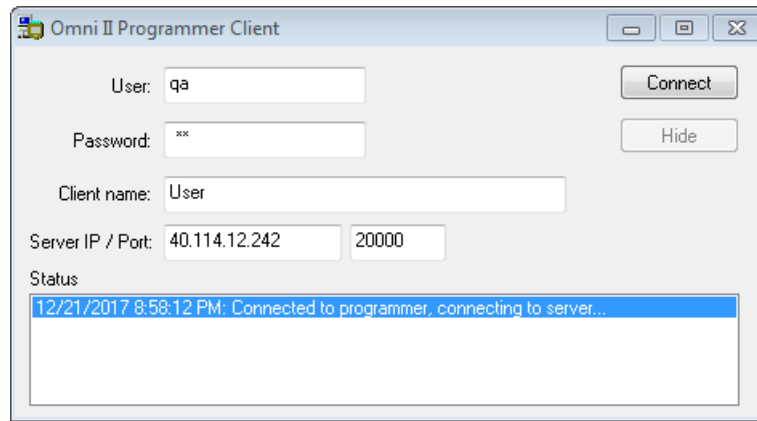 Omni II Programmer Client
User: qa Connect
Password: ** Hide
Client name: User
Server IP / Port: 40.114.12.242 20000
Status
12/21/2017 8:58:12 PM: Connected to programmer, connecting to server...